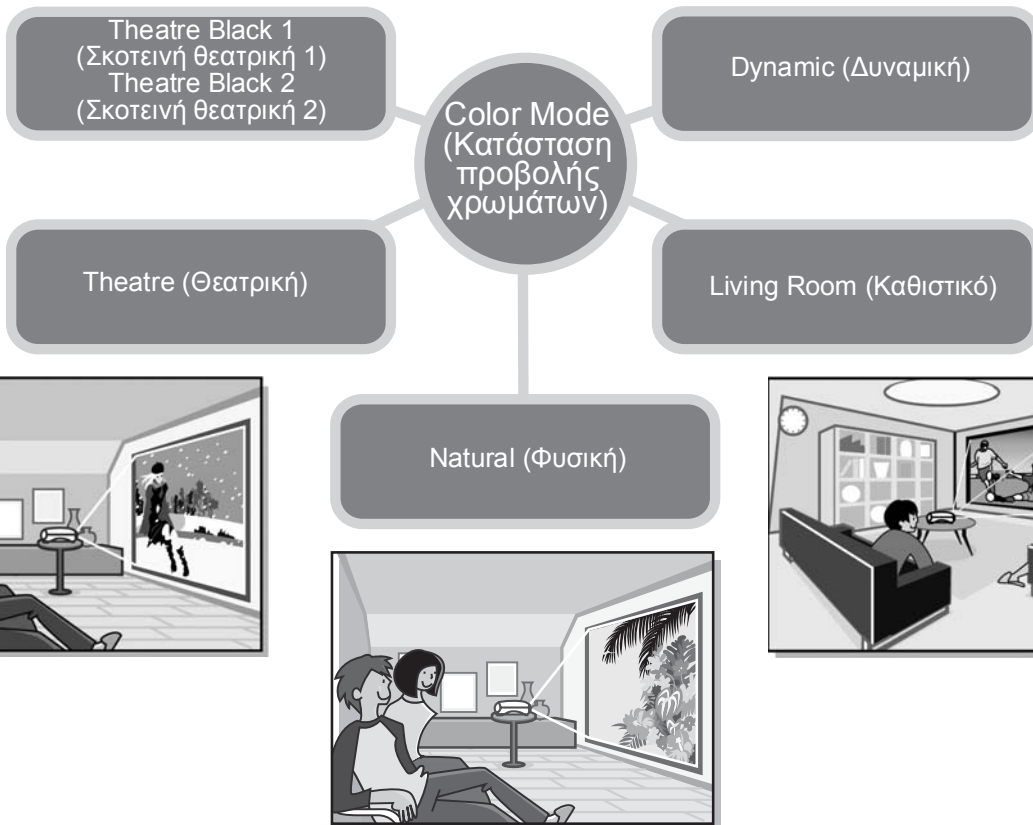 Theatre Black 1
(Σκοτεινή θεατρική 1)
Theatre Black 2
(Σκοτεινή θεατρική 2)
Dynamic (Δυναμική)
Color Mode
(Κατάσταση
προβολής
χρωμάτων)
Theatre (Θεατρική)
Living Room (Καθιστικό)
Natural (Φυσική)